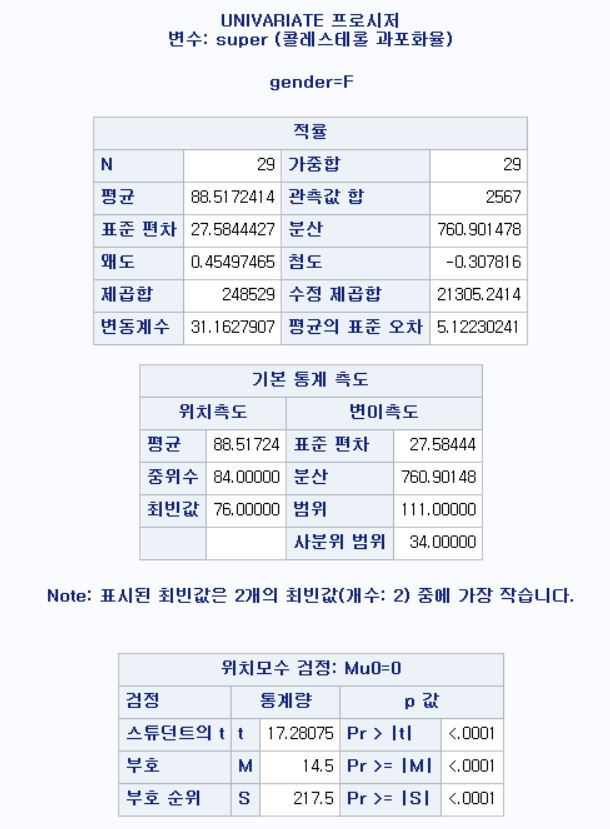 UNIVARIATE 프로시저
변수: super (콜레스테롤 과포화율)
gender=F
적률
N 29 가중합 29
평균 88.5172414 관측값 합 2567
표준 편차 27.5844427 분산 760.901478
왜도 0.45497465 첨도 -0.307816
제곱합 248529 수정 제곱합 21305.2414
변동계수 31.1627907 평균의 표준 오차 5.12230241
기본 통계 측도
위치측도 변이측도
평균 88.51724 표준 편차 27.58444
중위수 84.00000 분산 760.90148
최빈값 76.00000 범위 111.00000
사분위 범위 34.00000
Note: 표시된 최빈값은 2개의 최빈값(개수: 2) 중에 가장 작습니다.
위치모수 검정: Mu0=0
검정 통계량 p 값
스튜던트의 t t 17.28075 Pr > |t| <.0001
부호 M 14.5 Pr >= |M| <.0001
부호 순위 S 217.5 Pr >= |S| <.0001